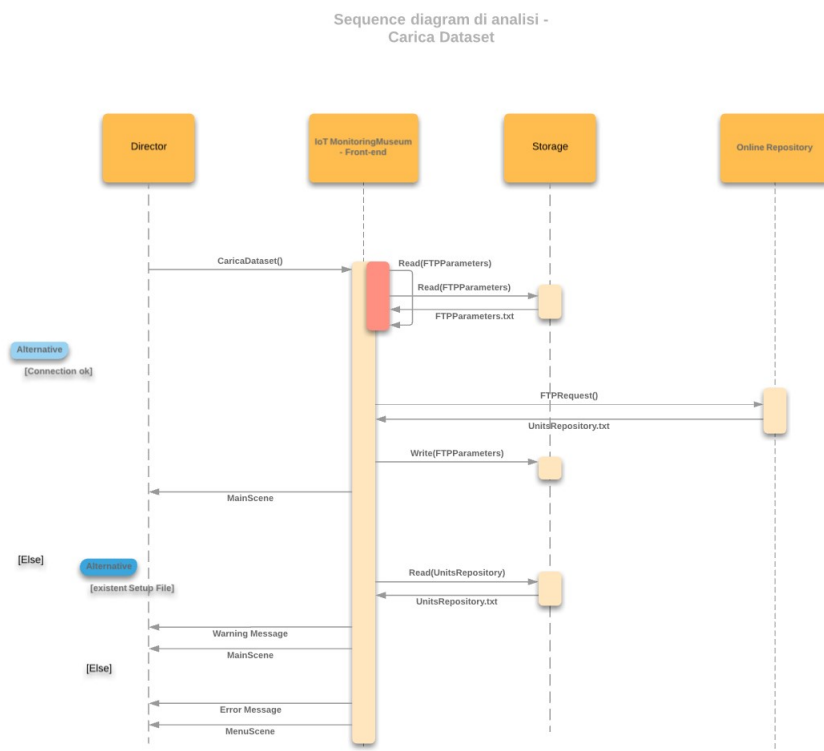 Sequence diagram di analisi -
Carica Dataset
Director
IoT MonitoringMuseum
- Front-end
Storage
Online Repository
CaricaDataset()
Read(FTPParameters)
Read(FTPParameters)
FTPParameters.txt
Alternative
[Connection ok]
FTPRequest()
UnitsRepository.txt
Write(FTPParameters)
MainScene
[Else]
Alternative
[existent Setup File]
Read(UnitsRepository)
UnitsRepository.txt
Warning Message
MainScene
[Else]
Error Message
MenuScene